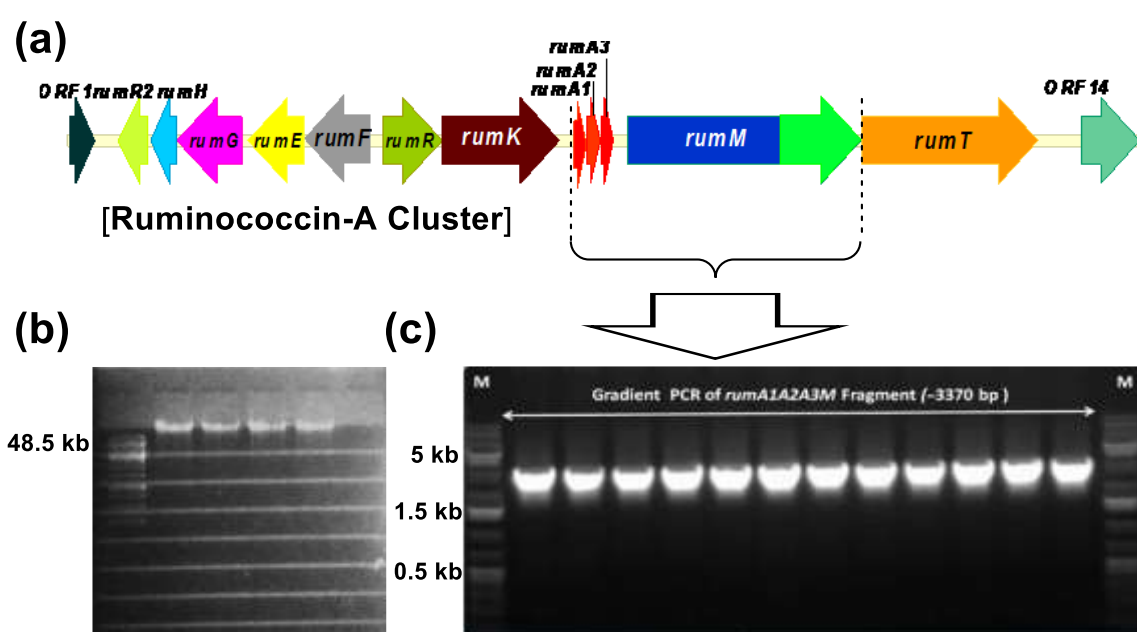 (a)
rumA3
rumA2
ORF 1 rumR2 rumH rumA1 ORF 14
rumG rumE rumF rumR rumK rumM rumT
[Ruminococcin-A Cluster]
(b) (c)
M M
Gradient PCR of rumA1A2A3M Fragment (~3370 bp )
48.5 kb
5 kb
1.5 kb
0.5 kb